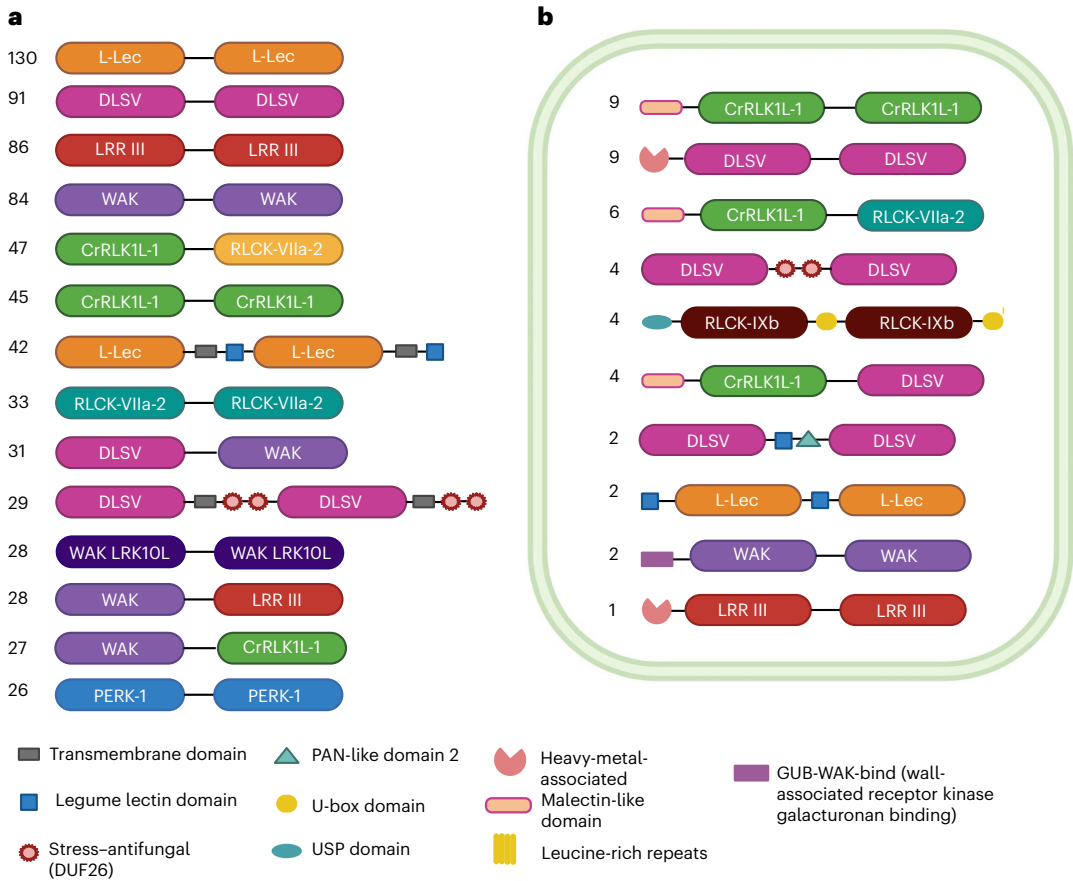 a
130 L-Lec L-Lec
91 DLSV DLSV
86 LRR III LRR III
84 WAK WAK
47 CrRLK1L-1 RLCK-VIIa-2
45 CrRLK1L-1 CrRLK1L-1
42 L-Lec L-Lec
33 RLCK-VIIa-2 RLCK-VIIa-2
31 DLSV WAK
29 DLSV DLSV
28 WAK LRK10L WAK LRK10L
28 WAK LRR III
27 WAK CrRLK1L-1
26 PERK-1 PERK-1
b
9 CrRLK1L-1 CrRLK1L-1
9 DLSV DLSV
6 CrRLK1L-1 RLCK-VIIa-2
4 DLSV DLSV
4 RLCK-IXb RLCK-IXb
4 CrRLK1L-1 DLSV
2 DLSV DLSV
2 L-Lec L-Lec
2 WAK WAK
1 LRR III LRR III
Transmembrane domain
Legume lectin domain
Stress–antifungal
(DUF26)
PAN-like domain 2
U-box domain
USP domain
Heavy-metal-
associated
Malectin-like
domain
Leucine-rich repeats
GUB-WAK-bind (wall-
associated receptor kinase
galacturonan binding)